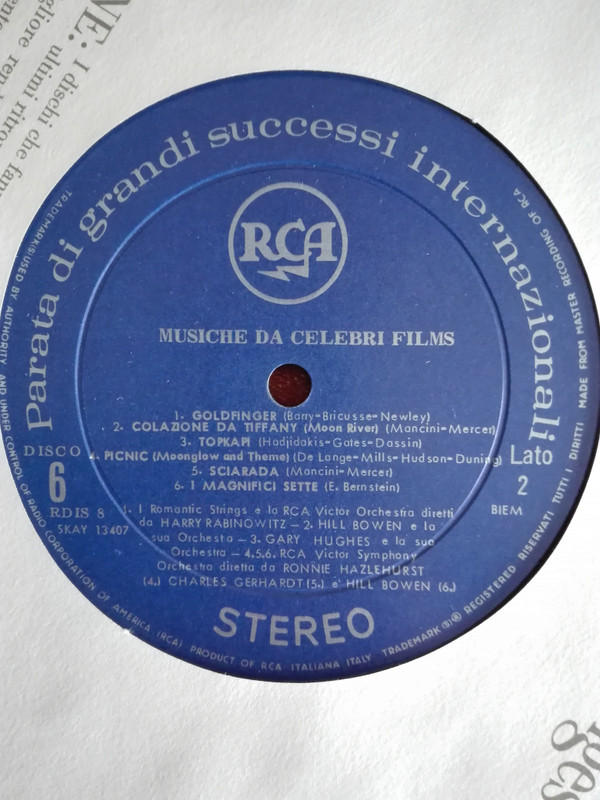 Parata di grandi successi internazionali
RCA
MUSICHE DA CELEBRI FILMS
1- GOLDFINGER (Barry-Bricusse-Newley)
2- COLAZIONE DA TIFFANY (Moon River) (Mancini-Mercer)
3- TOPKAPI (Hadjidakis-Gates-Dassin)
4- PICNIC (Moonglow and Theme) (De Lange-Mills-Hudson-Duning)
5- SCIARADA (Mancini-Mercer)
6- I MAGNIFICI SETTE (E. Bernstein)
DISCO
6
RDIS 8
SKAY 13407
Lato
2
BIEM
1- I Romantic Strings e la RCA Victor Orchestra diretti
da HARRY RABINOWITZ - 2. HILL BOWEN e la
sua Orchestra - 3. GARY HUGHES e la sua
Orchestra - 4.5.6. RCA Victor Symphony
Orchestra diretta da RONNIE HAZLEHURST
(4.) CHARLES GERHARDT (5.) e' HILL BOWEN (6.)
STEREO
TRADEMARK(S) USED BY AUTHORITY AND UNDER CONTROL OF RADIO CORPORATION OF AMERICA (RCA) PRODUCT OF RCA ITALIANA ITALY TRADEMARK(S) ® REGISTERED RISERVATI TUTTI I DIRITTI MADE FROM MASTER RECORDING OF RCA
NE: I dischi che
ultimi